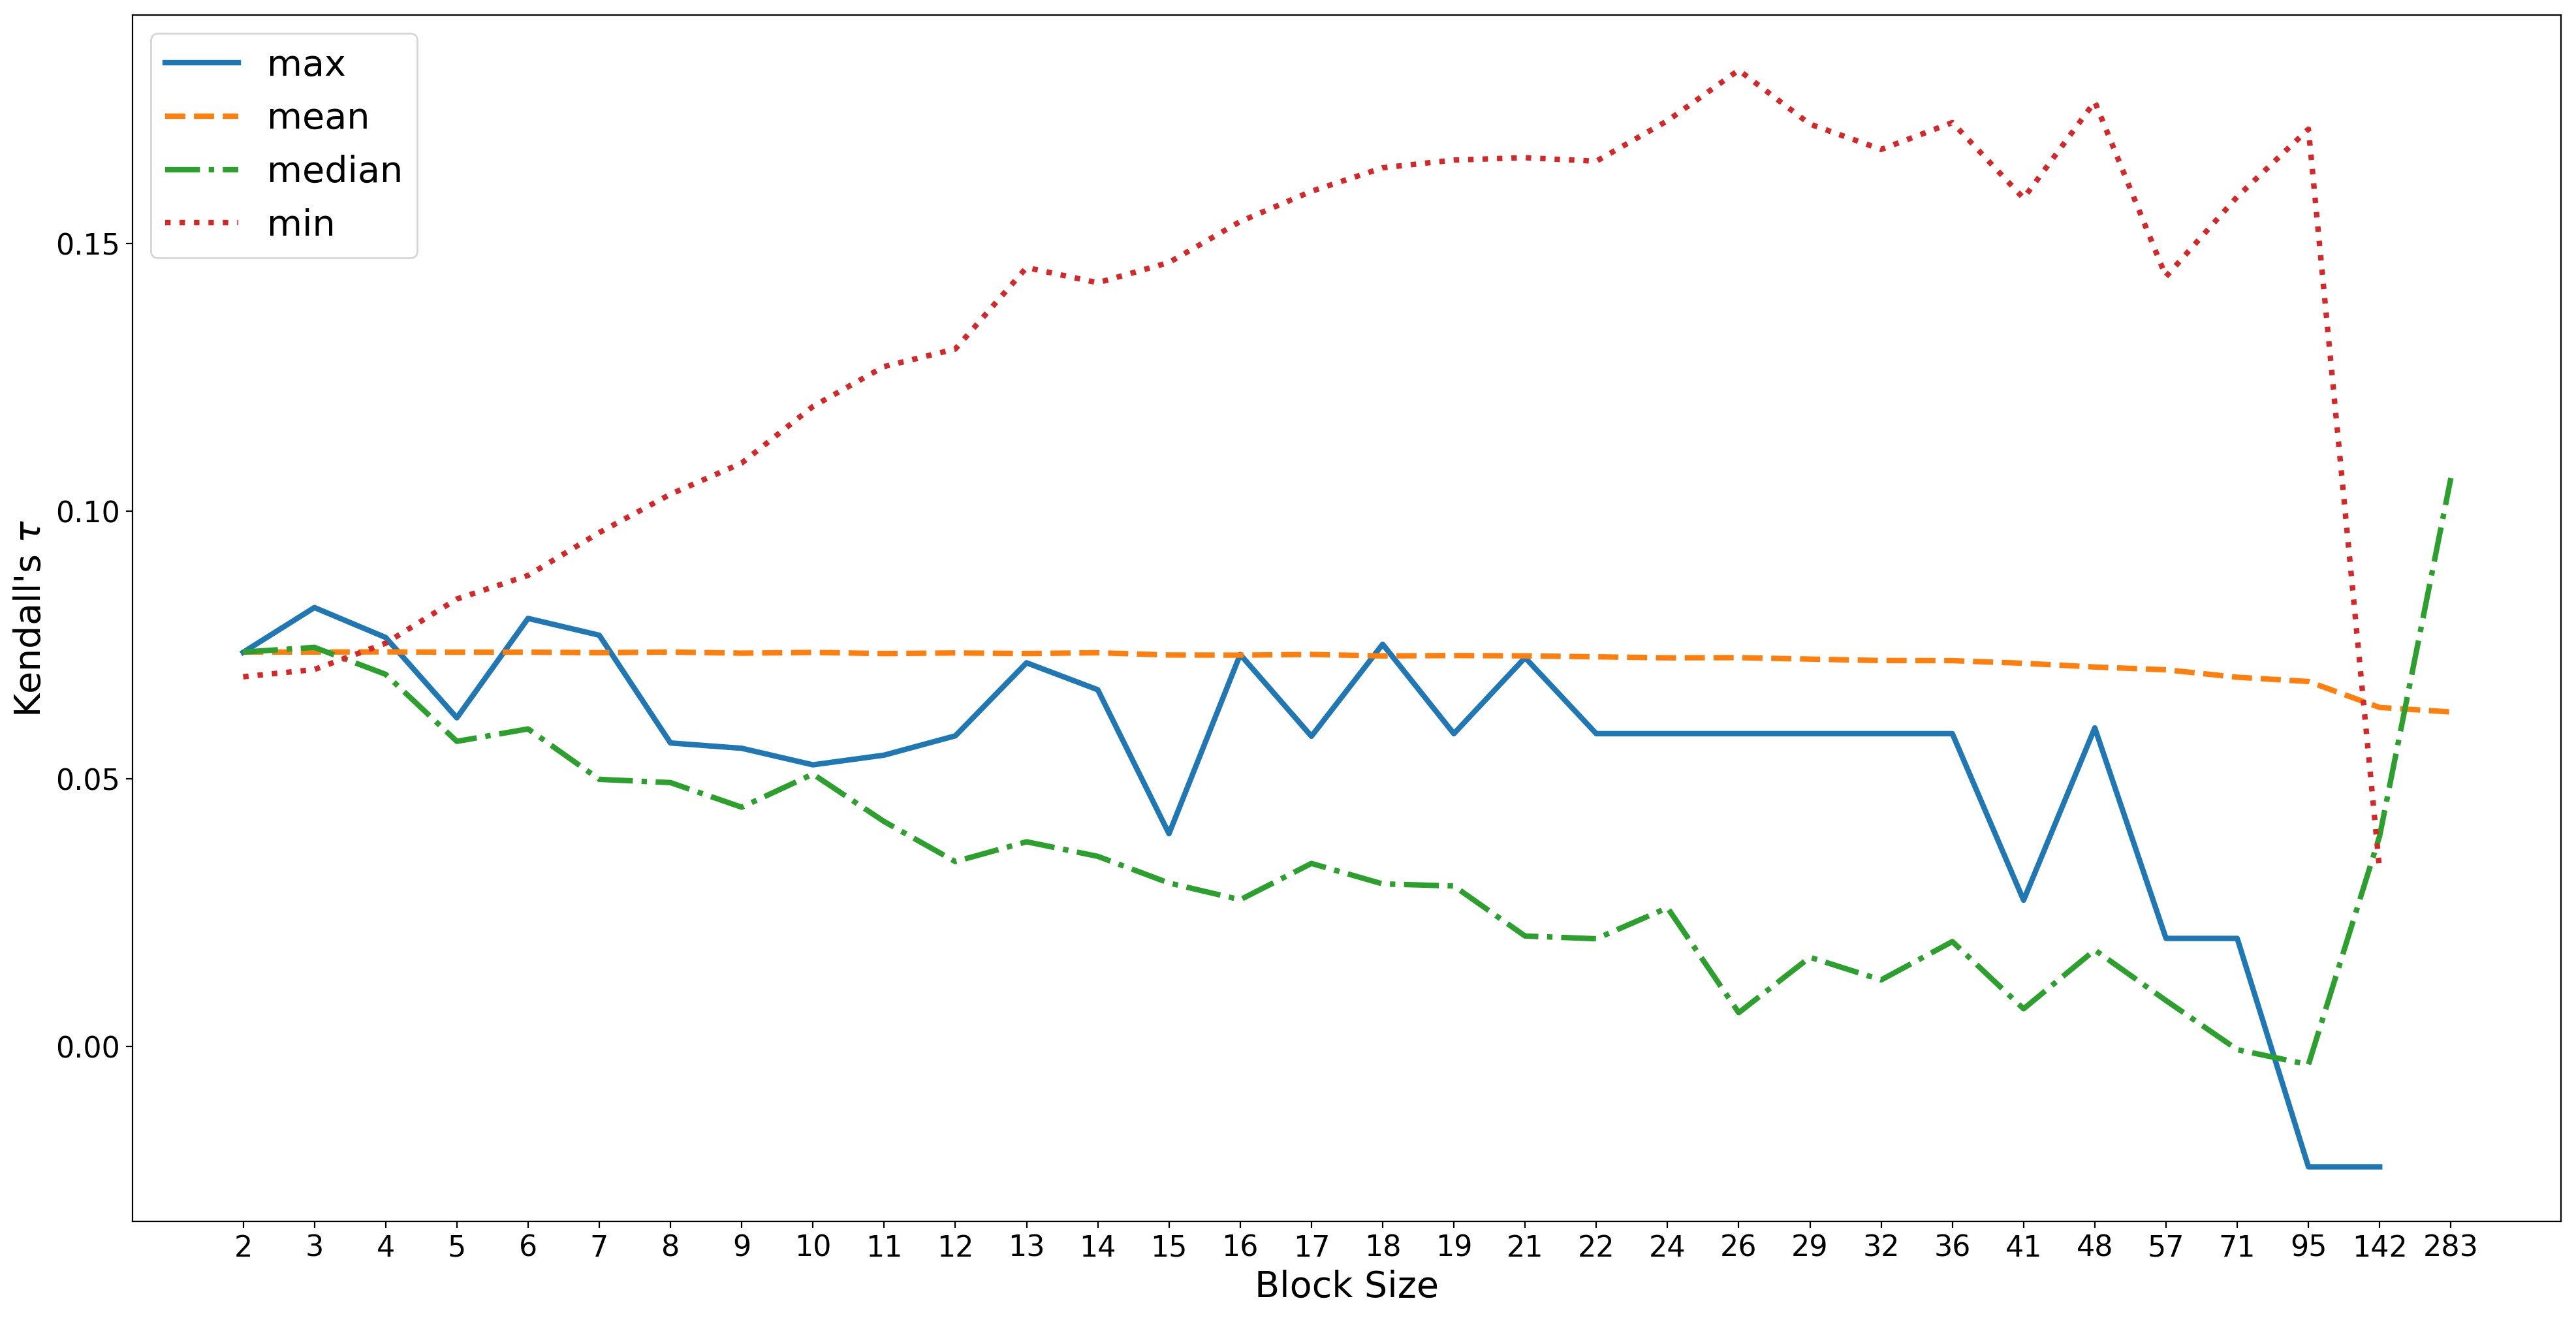 max
mean
median
min
0.15
0.10
0.05
0.00
Kendall's τ
2 3 4 5 6 7 8 9 10 11 12 13 14 15 16 17 18 19 21 22 24 26 29 32 36 41 48 57 71 95 142 283
Block Size